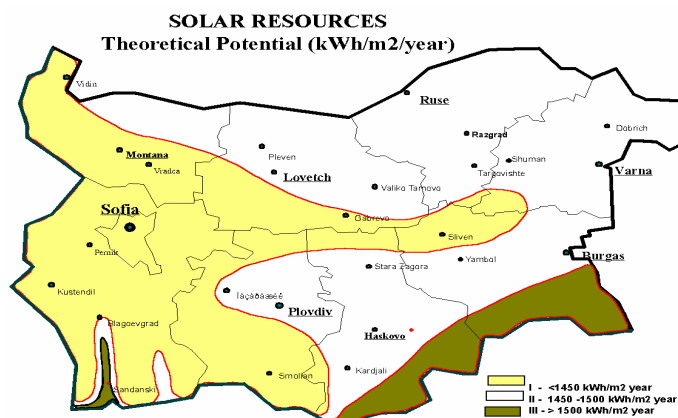 SOLAR RESOURCES
Theoretical Potential (kWh/m2/year)
Vidin
Ruse
Dobrich
Razgrad
Montana
Pleven
Shuman
Vradca
Lovetch
Targovishte
Varna
Valiko Tarnovo
Sofia
Gabrevo
Sliven
Pernik
Burgas
Stara Zagora
Yambol
Kustendil
Ïàçàðäæèê
Plovdiv
Blagoevgrad
Haskovo
Smolian
Kardjali
Sandanski
I - <1450 kWh/m2 year
II - 1450 -1500 kWh/m2 year
III -> 1500 kWh/m2 year